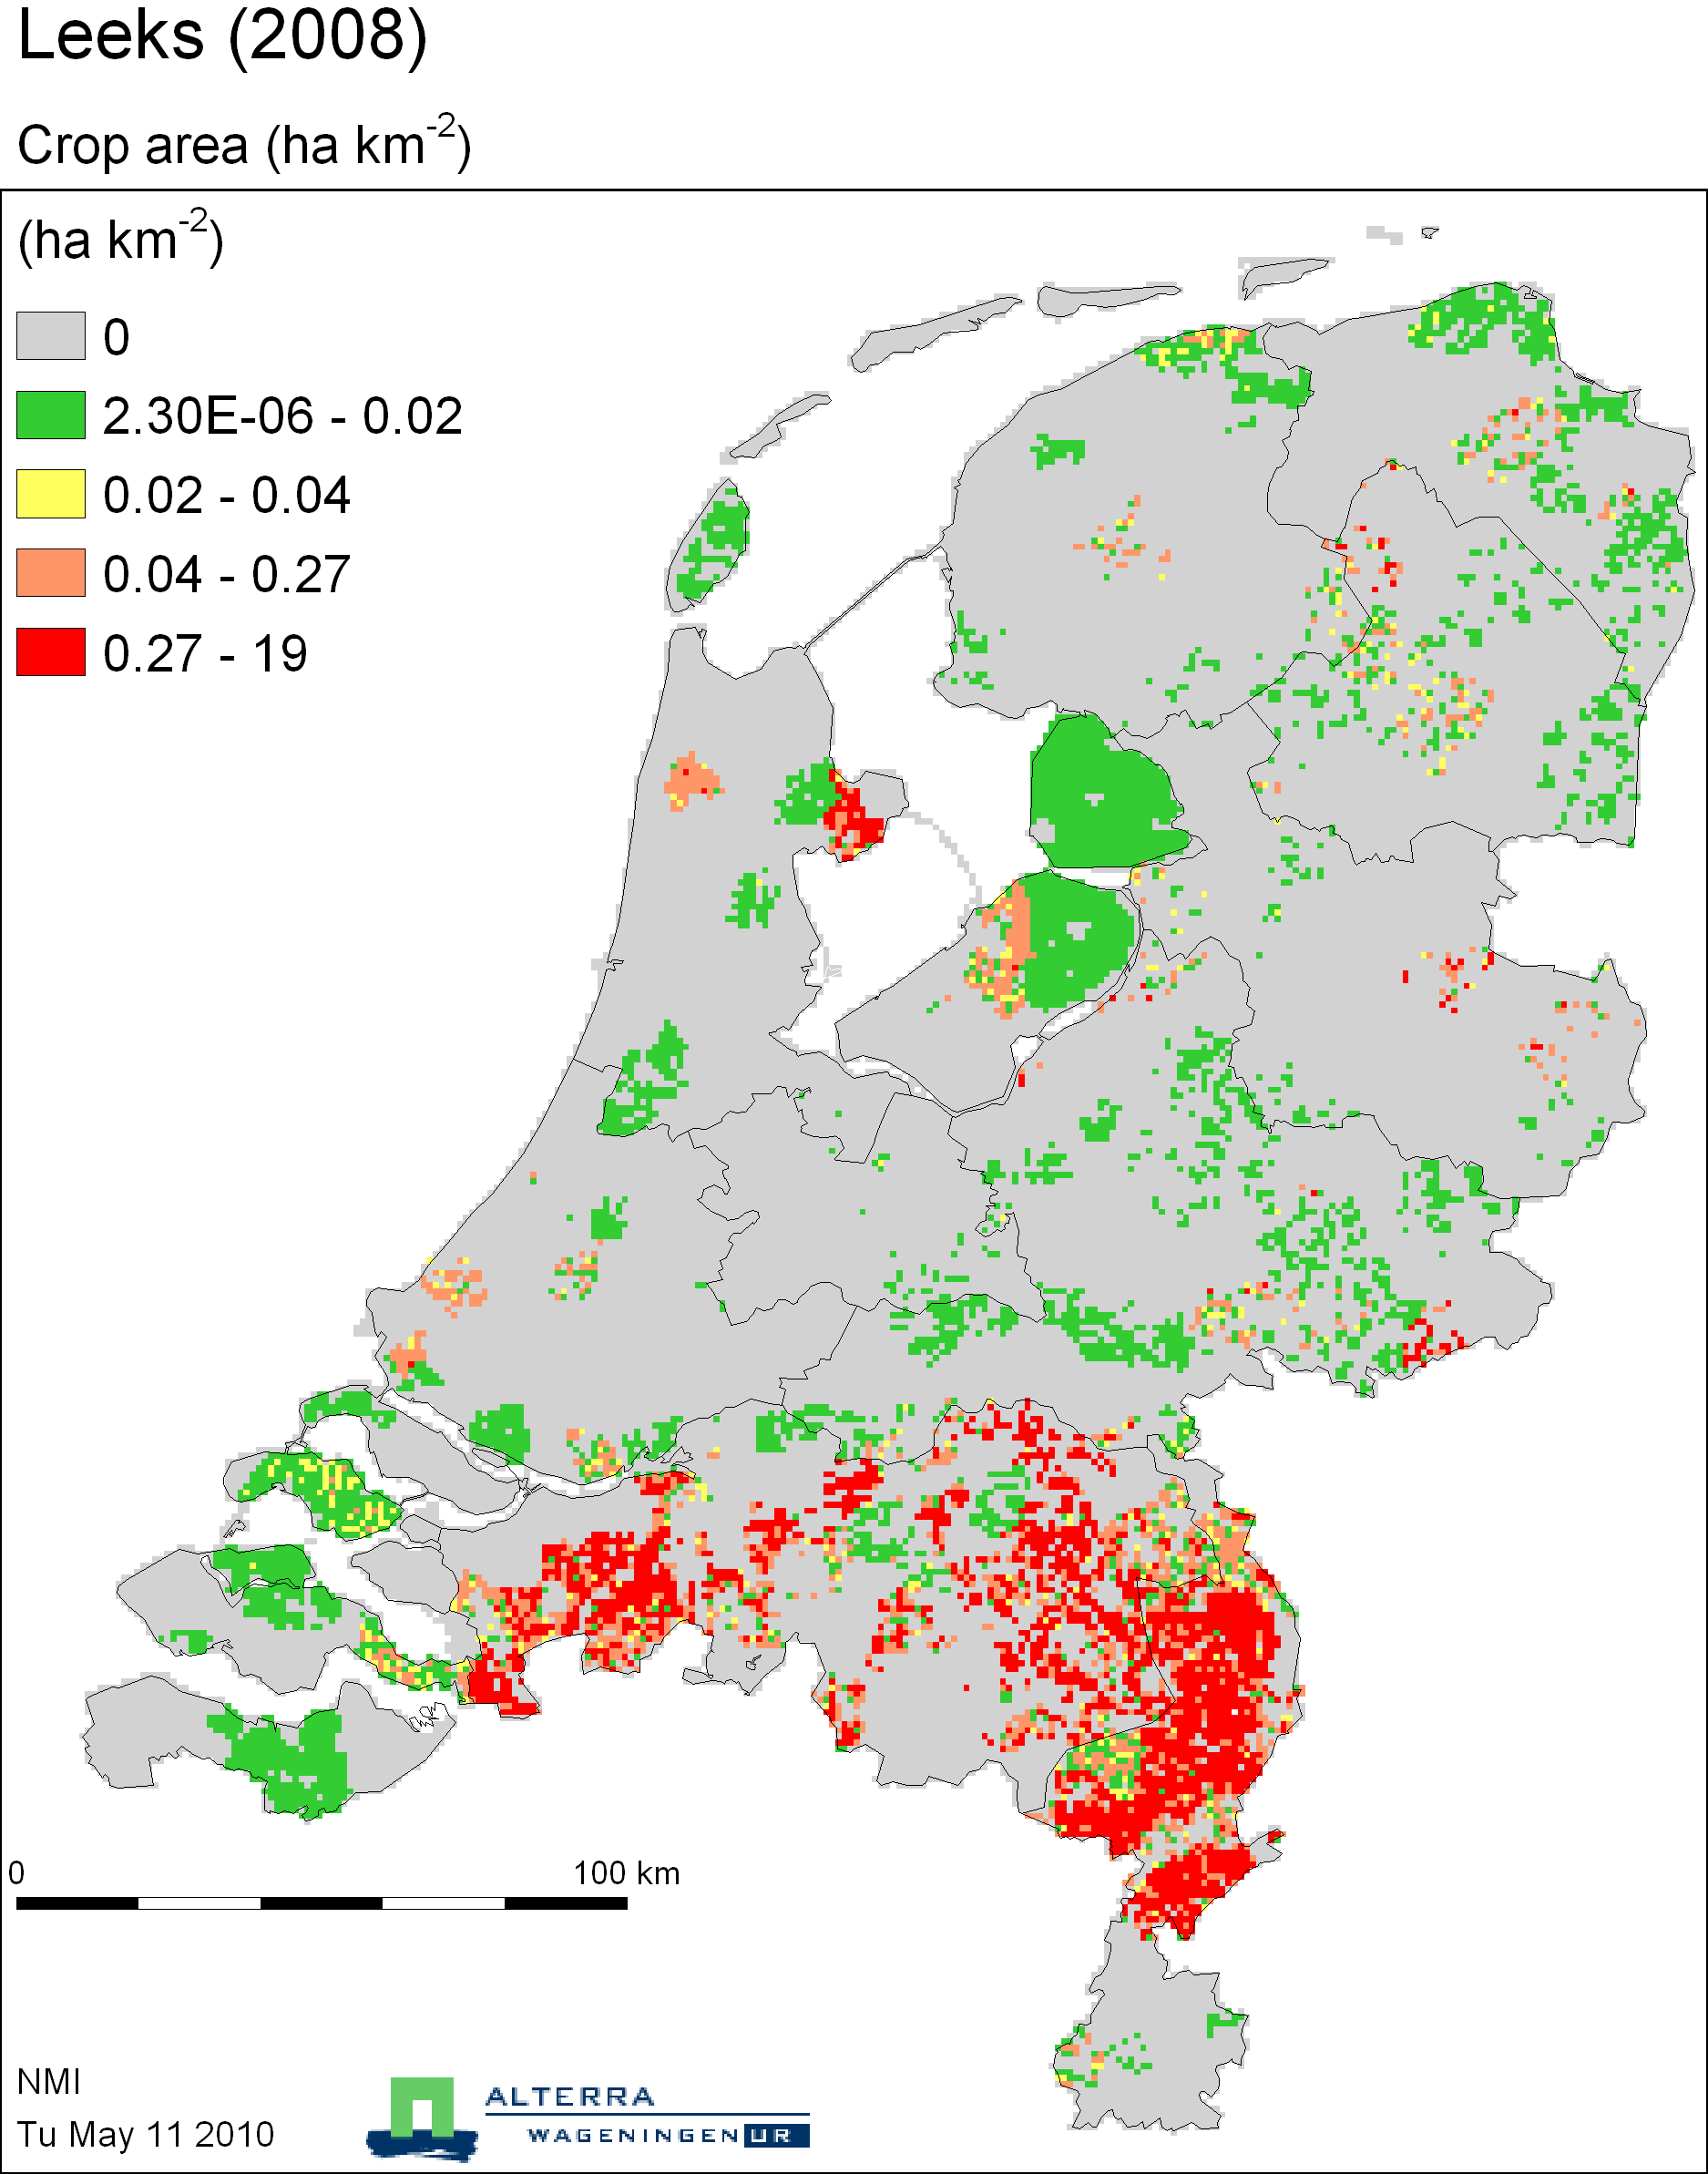 Leeks (2008)
Crop area (ha km-2)
(ha km-2)
0
2.30E-06 - 0.02
0.02 - 0.04
0.04 - 0.27
0.27 - 19
0 100 km
NMI
Tu May 11 2010
ALTERRA
WAGENINGEN UR